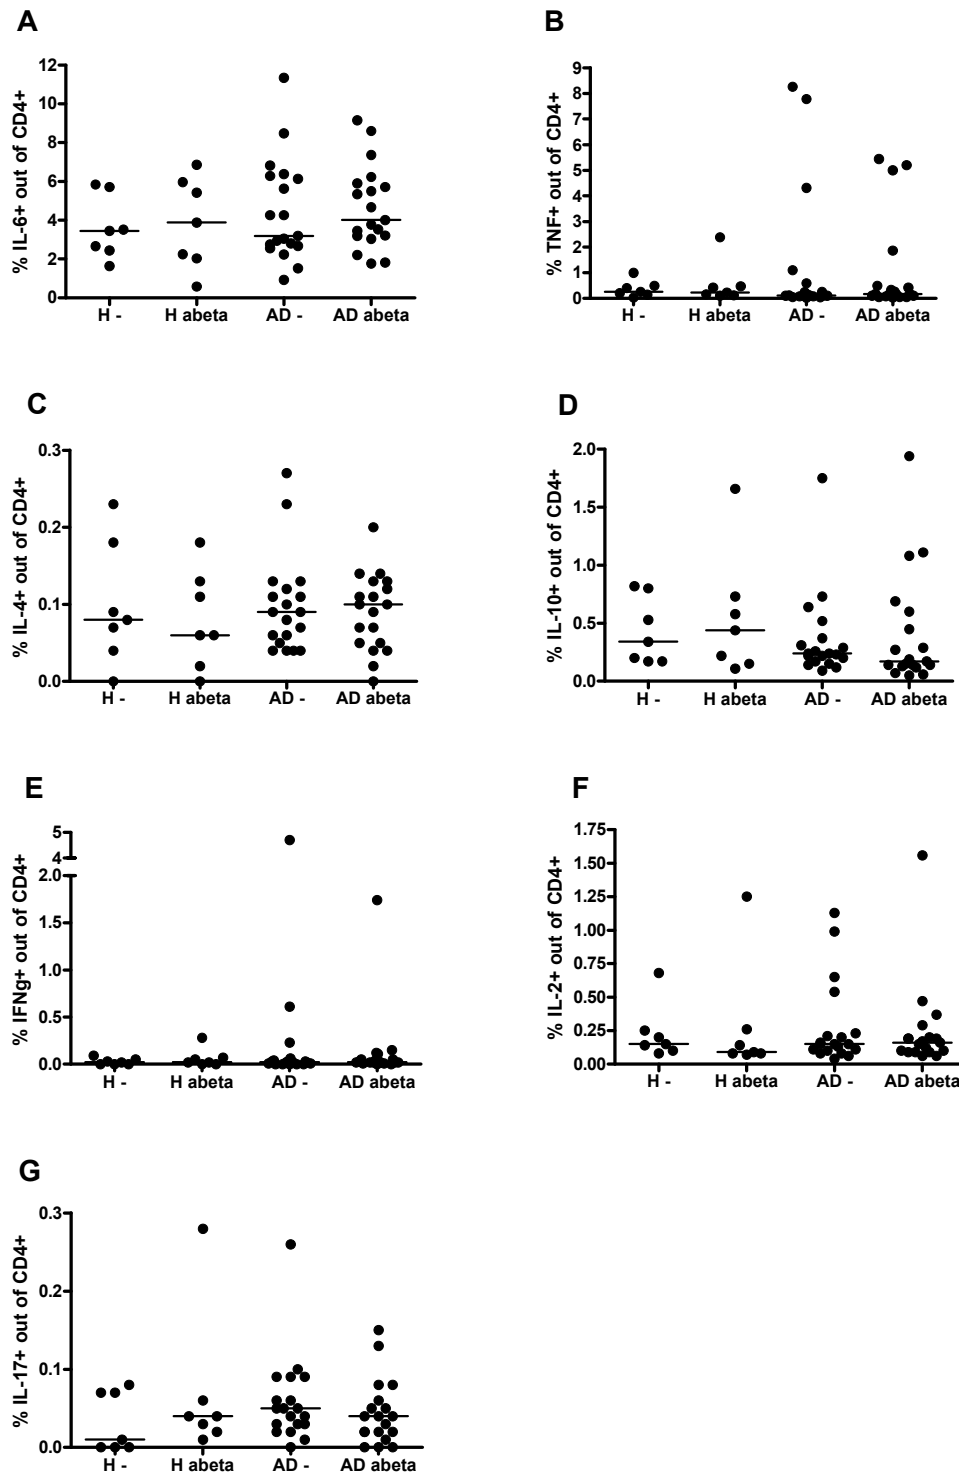 A
% IL-6+ out of CD4+
12
10
8
6
4
2
0
H -
H abeta
AD -
AD abeta
B
% TNF+ out of CD4+
9
8
7
6
5
4
3
2
1
0
H -
H abeta
AD -
AD abeta
C
% IL-4+ out of CD4+
0.3
0.2
0.1
0.0
H -
H abeta
AD -
AD abeta
D
% IL-10+ out of CD4+
2.0
1.5
1.0
0.5
0.0
H -
H abeta
AD -
AD abeta
E
% IFNg+ out of CD4+
5
4
2.0
1.5
1.0
0.5
0.0
H -
H abeta
AD -
AD abeta
F
% IL-2+ out of CD4+
1.75
1.50
1.25
1.00
0.75
0.50
0.25
0.00
H -
H abeta
AD -
AD abeta
G
% IL-17+ out of CD4+
0.3
0.2
0.1
0.0
H -
H abeta
AD -
AD abeta